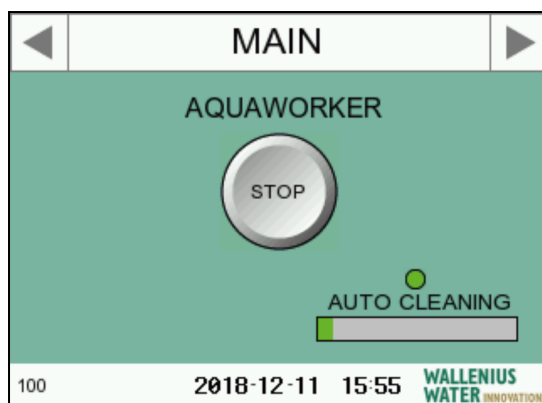 MAIN
AQUAWORKER
STOP
AUTO CLEANING
100 2018-12-11 15:55 WALLENIUS
WATER INNOVATION